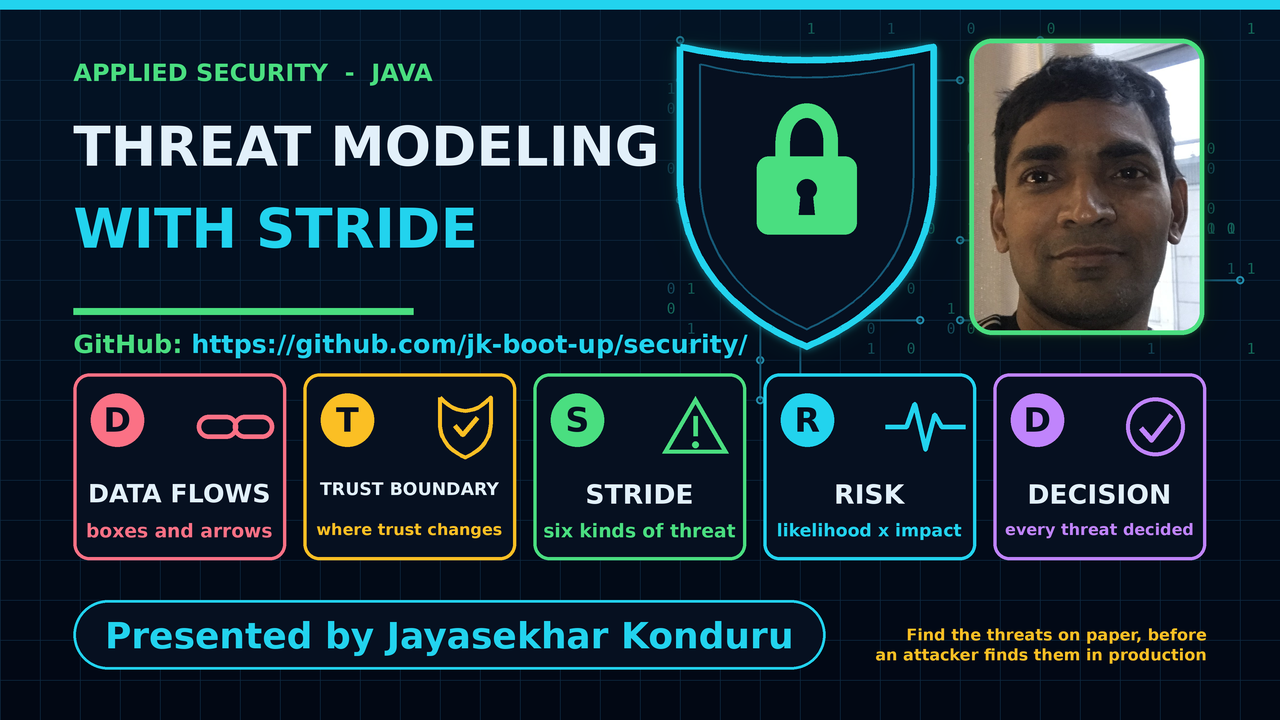 APPLIED SECURITY - JAVA
THREAT MODELING
WITH STRIDE
GitHub: https://github.com/jk-boot-up/security/
D
DATA FLOWS
boxes and arrows
T
TRUST BOUNDARY
where trust changes
S
STRIDE
six kinds of threat
R
RISK
likelihood x impact
D
DECISION
every threat decided
Presented by Jayasekhar Konduru
Find the threats on paper, before
an attacker finds them in production